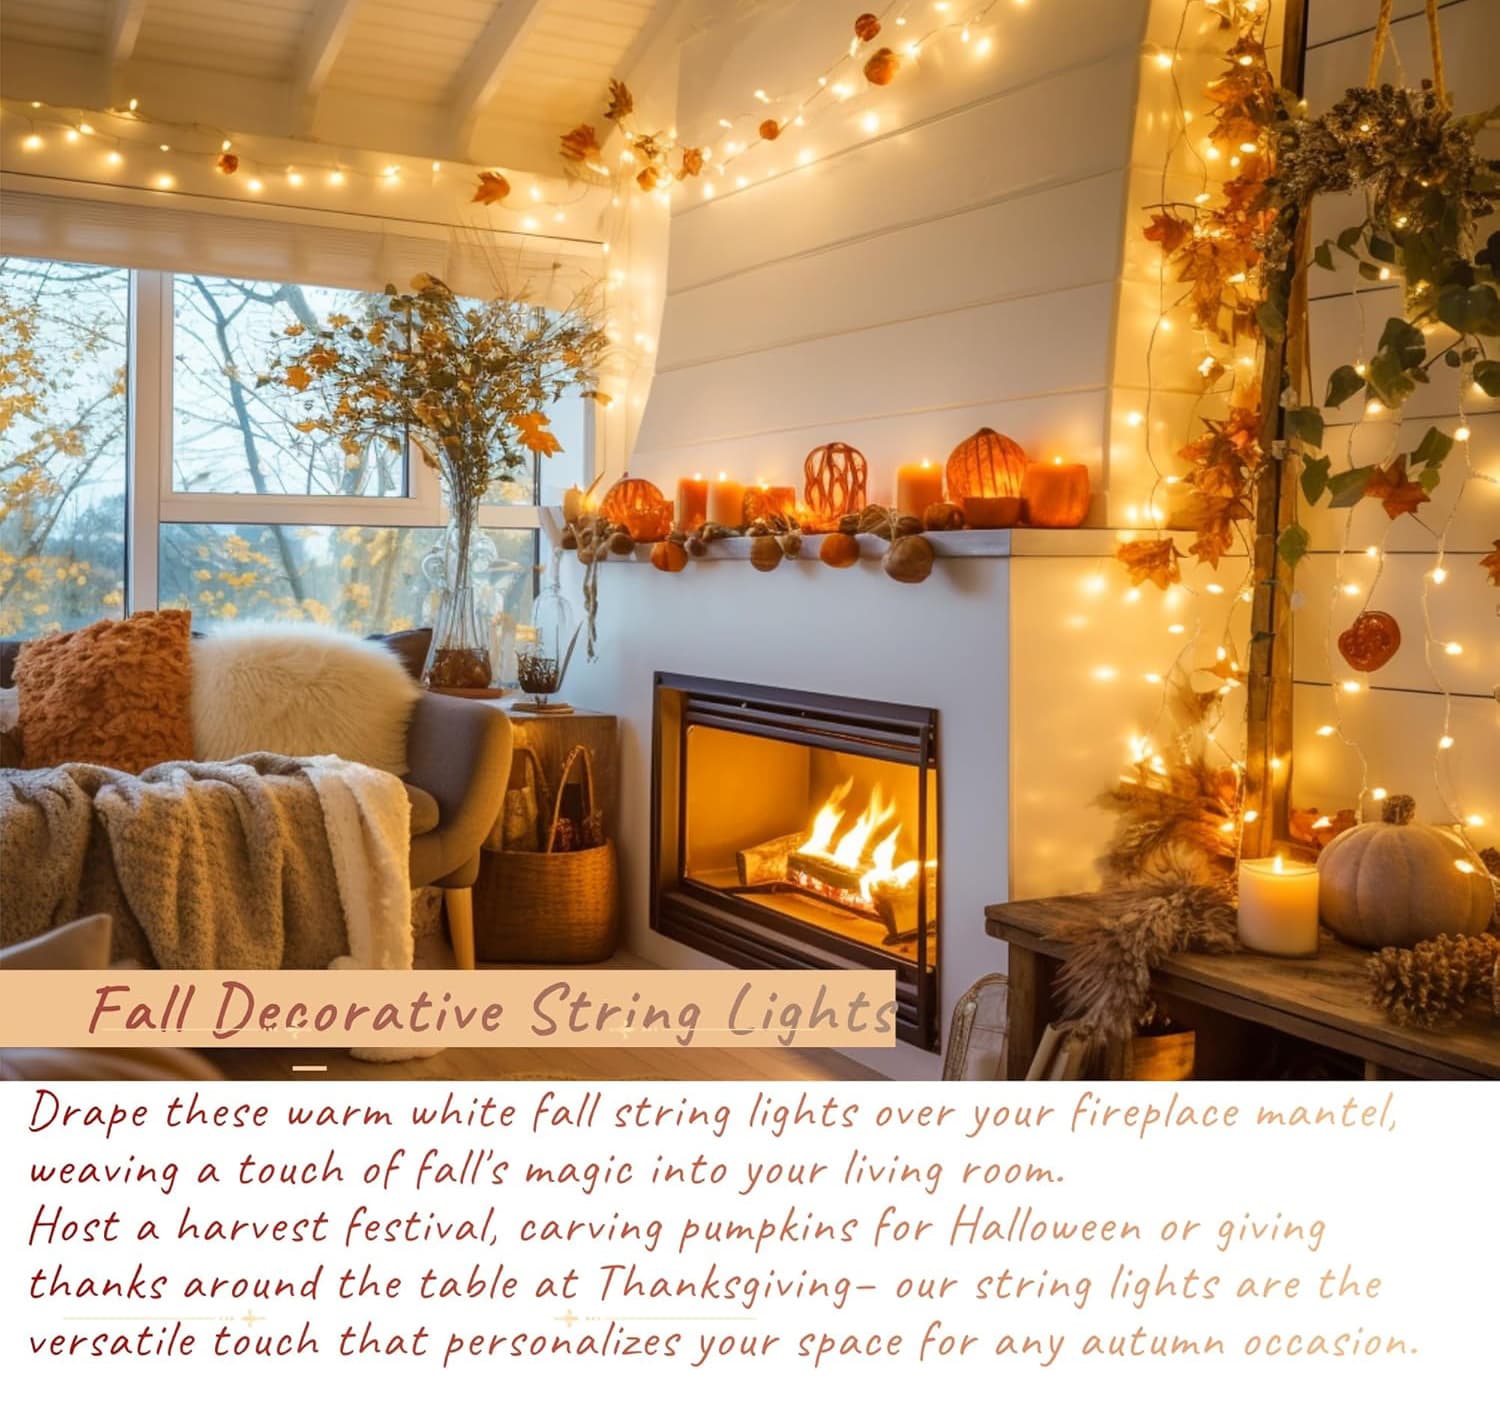 Fall Decorative String Lights
Drape these warm white fall string lights over your fireplace mantel,
weaving a touch of fall's magic into your living room.
Host a harvest festival, carving pumpkins for Halloween or giving
thanks around the table at Thanksgiving– our string lights are the
versatile touch that personalizes your space for any autumn occasion.